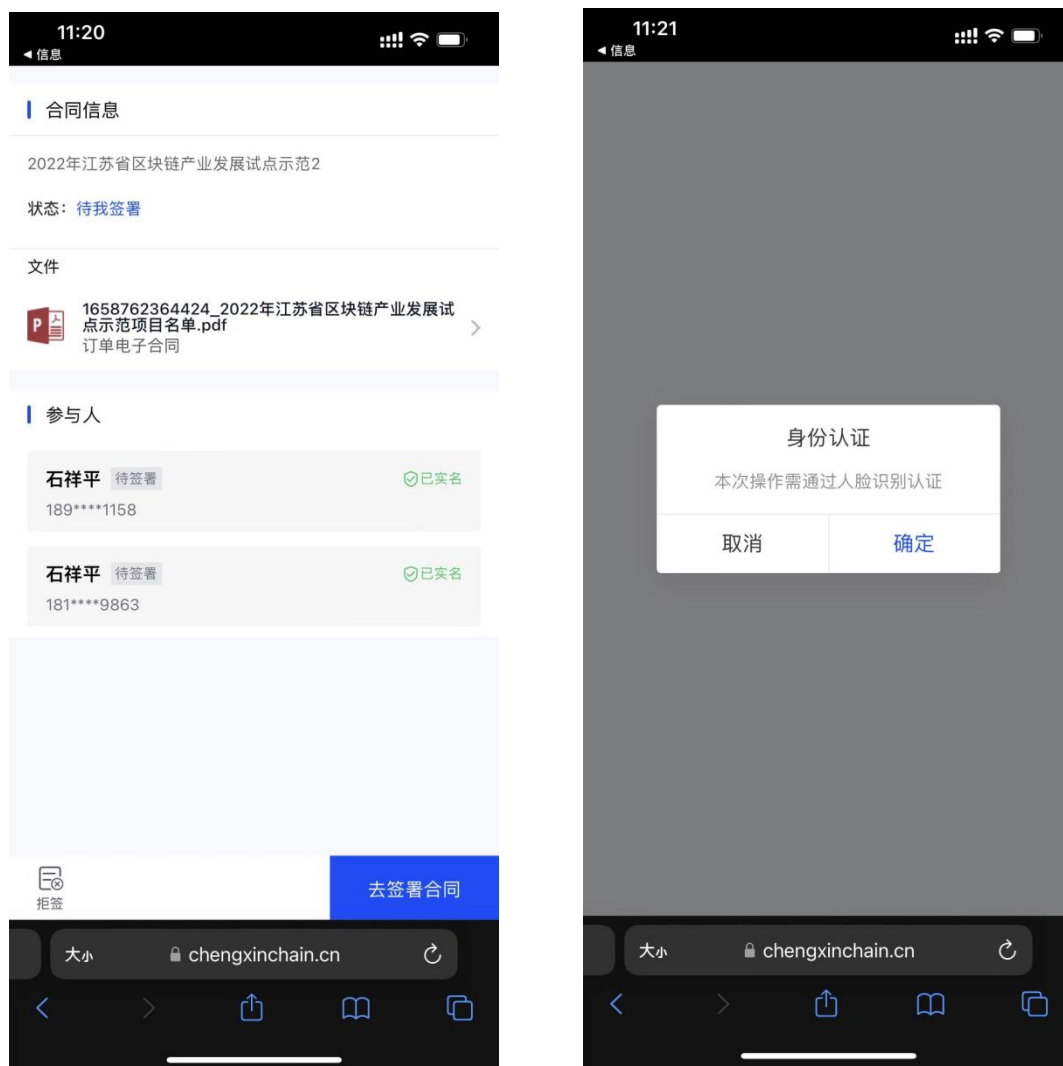 11:20
◀信息
合同信息
2022年江苏省区块链产业发展试点示范2
状态：待我签署
文件
1658762364424_2022年江苏省区块链产业发展试
点示范项目名单.pdf
订单电子合同
参与人
石祥平 待签署 已实名
189****1158
石祥平 待签署 已实名
181****9863
拒签
去签署合同
大小 chengxinchain.cn
11:21
◀信息
身份认证
本次操作需通过人脸识别认证
取消 确定
大小 chengxinchain.cn